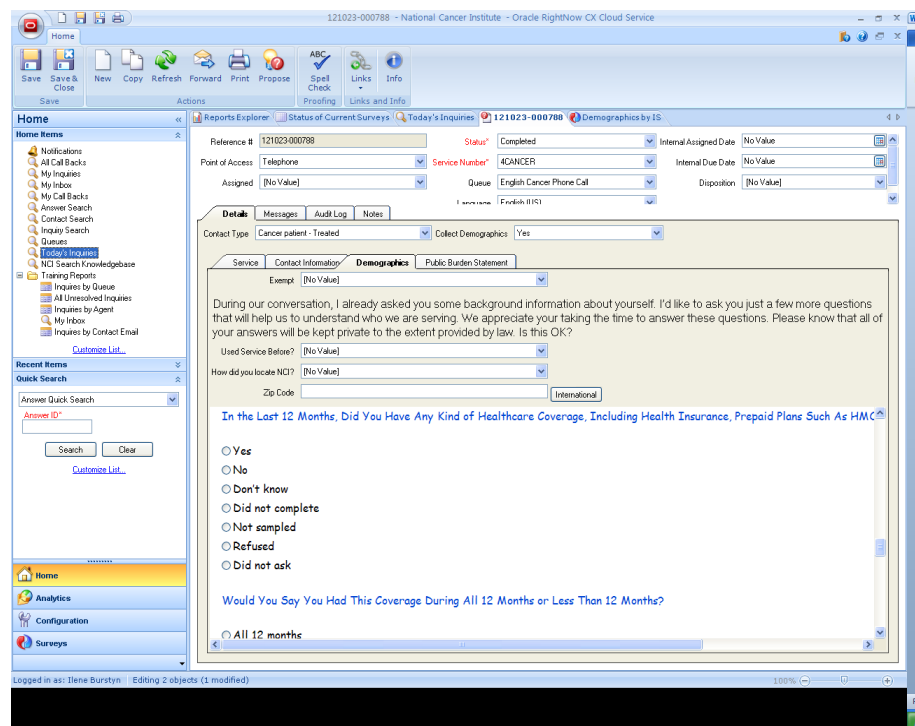 121023-000788 - National Cancer Institute - Oracle RightNow CX Cloud Service
Home
Save
Save & Close
New
Copy
Refresh
Forward
Print
Propose
ABC
Spell Check
Links
Info
Save
Actions
Proofing
Links and Info
Home
Home Items
Notifications
All Call Backs
My Inquiries
My Inbox
My Call Backs
Answer Search
Contact Search
Inquiry Search
Queues
Today's Inquiries
NCI Search Knowledgebase
Training Reports
Inquires by Queue
All Unresolved Inquiries
Inquiries by Agent
My Inbox
Inquires by Contact Email
Customize List...
Recent Items
Quick Search
Answer Quick Search
Answer ID*
Search Clear
Customize List...
Home
Analytics
Configuration
Surveys
Reports Explorer Status of Current Surveys Today's Inquiries 121023-000788 Demographics by IS
Reference # 121023-000788 Status* Completed Internal Assigned Date No Value
Point of Access Telephone Service Number* 4CANCER Internal Due Date No Value
Assigned [No Value] Queue English Cancer Phone Call Disposition [No Value]
Language English (US)
Details Messages Audit Log Notes
Contact Type Cancer patient - Treated Collect Demographics Yes
Service Contact Information Demographics Public Burden Statement
Exempt [No Value]
During our conversation, I already asked you some background information about yourself. I'd like to ask you just a few more questions
that will help us to understand who we are serving. We appreciate your taking the time to answer these questions. Please know that all of
your answers will be kept private to the extent provided by law. Is this OK?
Used Service Before? [No Value]
How did you locate NCI? [No Value]
Zip Code International
In the Last 12 Months, Did You Have Any Kind of Healthcare Coverage, Including Health Insurance, Prepaid Plans Such As HMO
Yes
No
Don't know
Did not complete
Not sampled
Refused
Did not ask
Would You Say You Had This Coverage During All 12 Months or Less Than 12 Months?
All 12 months
Logged in as: Ilene Burstyn Editing 2 objects (1 modified) 100%